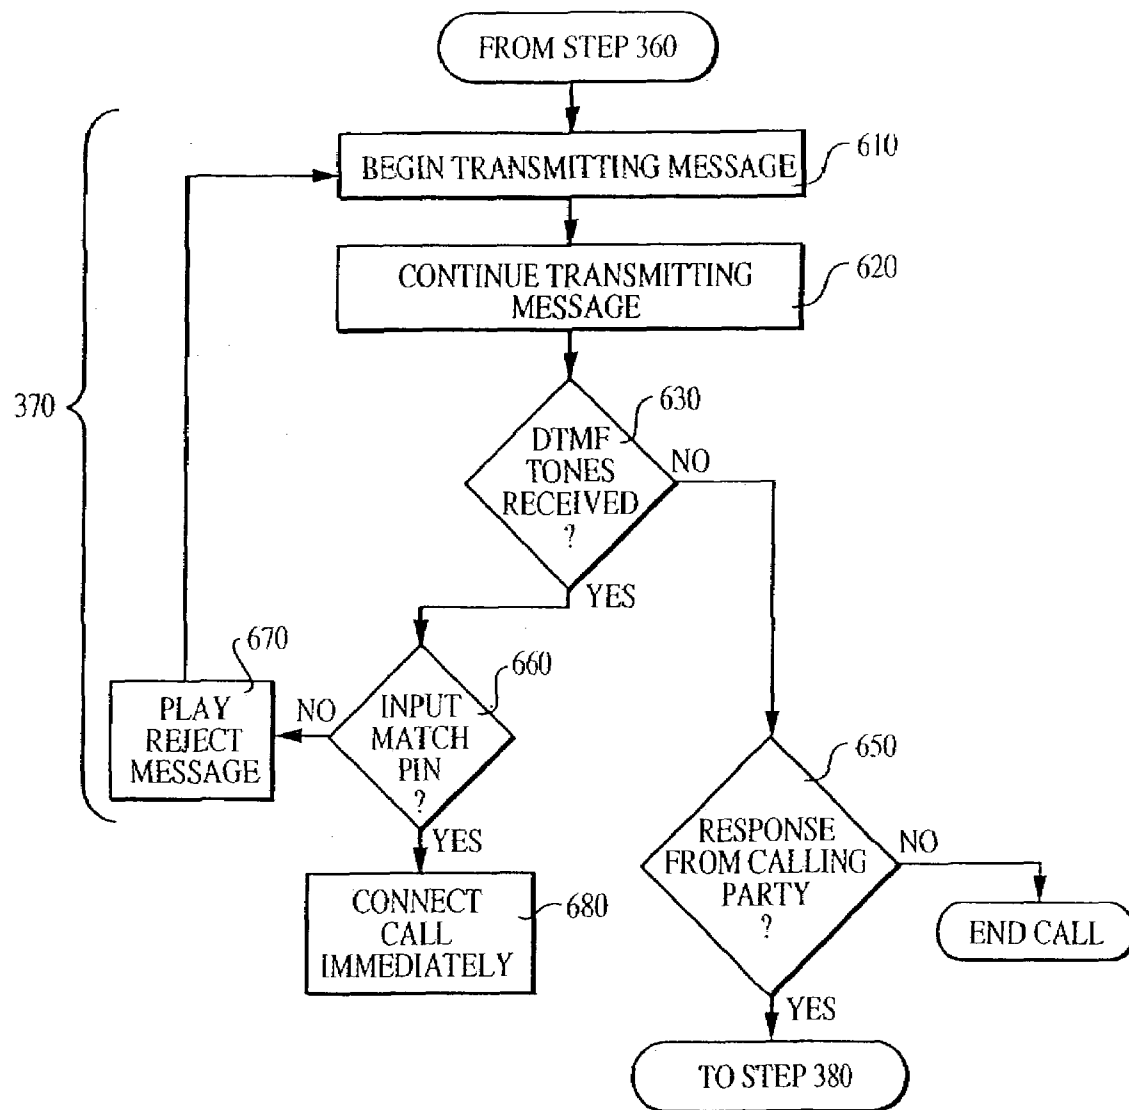 FROM STEP 360
BEGIN TRANSMITTING MESSAGE
610
CONTINUE TRANSMITTING
MESSAGE
620
370
630
DTMF
TONES
RECEIVED
?
NO
YES
670
PLAY
REJECT
MESSAGE
NO
660
INPUT
MATCH
PIN
?
YES
650
RESPONSE
FROM CALLING
PARTY
?
NO
CONNECT
CALL
IMMEDIATELY
680
END CALL
YES
TO STEP 380